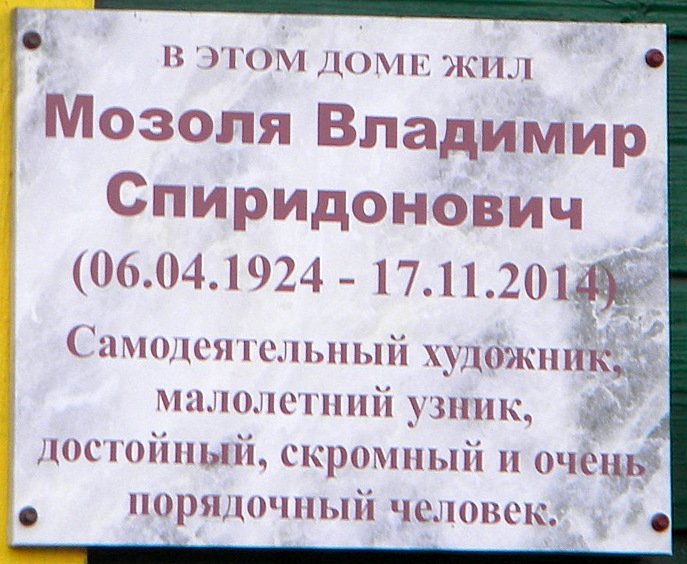 В ЭТОМ ДОМЕ ЖИЛ
Мозоля Владимир
Спиридонович
(06.04.1924 - 17.11.2014)
Самодеятельный художник,
малолетний узник,
достойный, скромный и очень
порядочный человек.